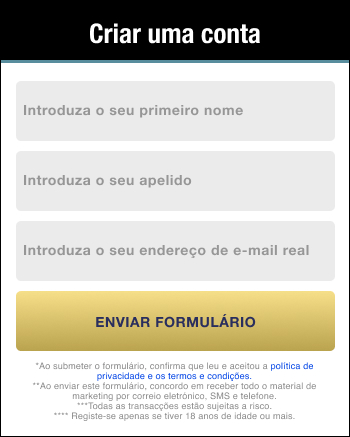 Criar uma conta
Introduza o seu primeiro nome
Introduza o seu apelido
Introduza o seu endereço de e-mail real
ENVIAR FORMULÁRIO
*Ao submeter o formulário, confirma que leu e aceitou a política de
privacidade e os termos e condições.
**Ao enviar este formulário, concordo em receber todo o material de
marketing por correio eletrônico, SMS e telefone.
***Todas as transacções estão sujeitas a risco.
**** Registe-se apenas se tiver 18 anos de idade ou mais.